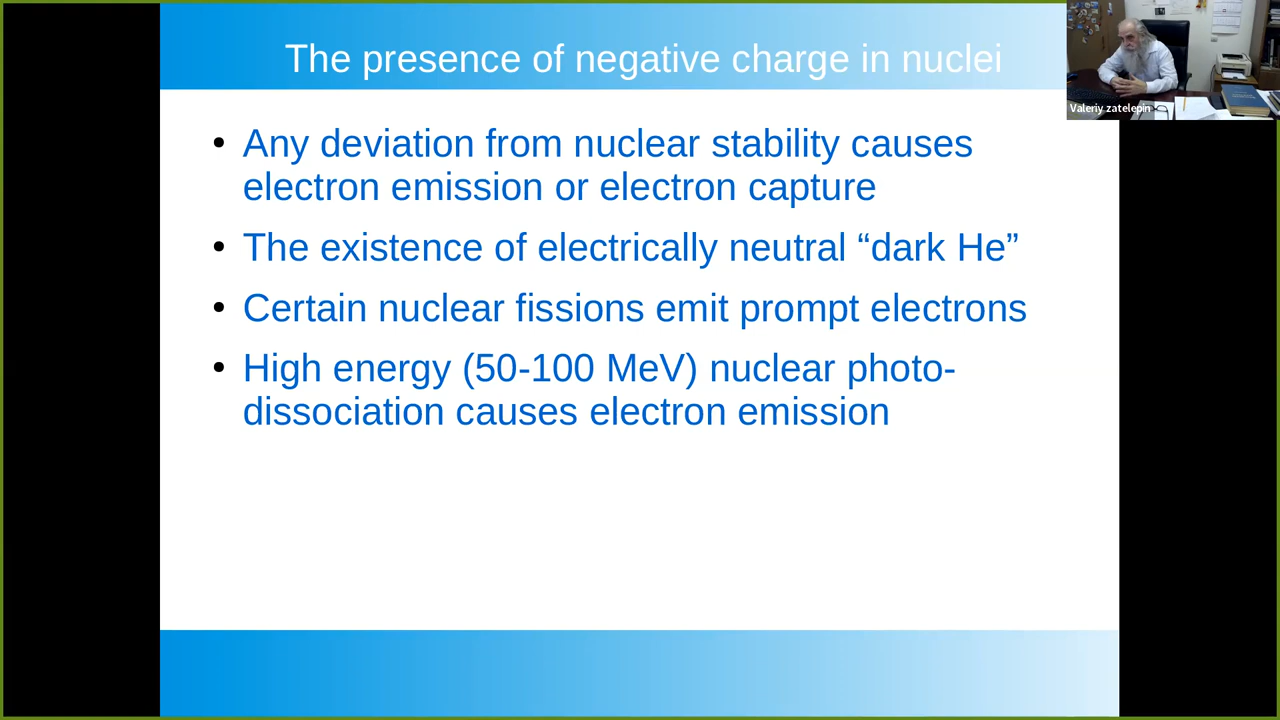 The presence of negative charge in nuclei
Valeriy zatelepin
• Any deviation from nuclear stability causes
electron emission or electron capture
• The existence of electrically neutral “dark He”
• Certain nuclear fissions emit prompt electrons
• High energy (50-100 MeV) nuclear photo-
dissociation causes electron emission